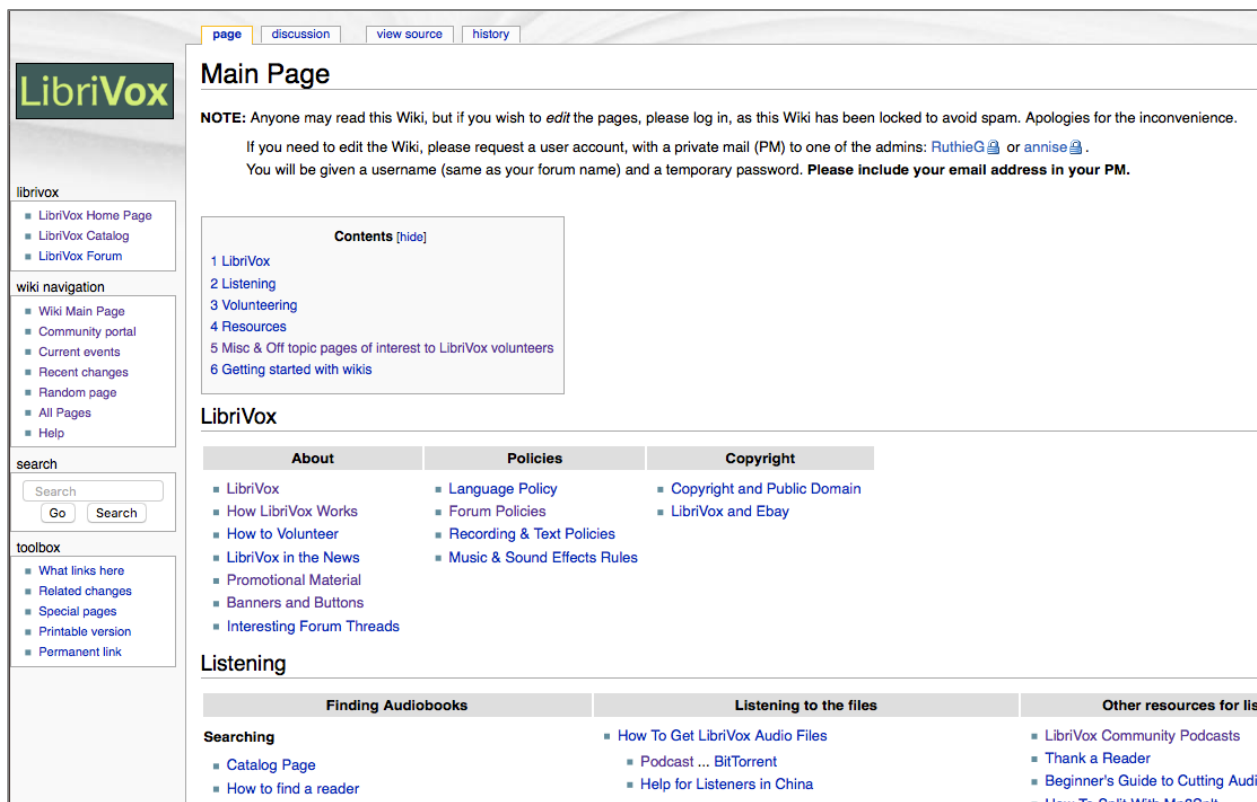 page discussion view source history
LibriVox
Main Page
NOTE: Anyone may read this Wiki, but if you wish to edit the pages, please log in, as this Wiki has been locked to avoid spam. Apologies for the inconvenience.
If you need to edit the Wiki, please request a user account, with a private mail (PM) to one of the admins: RuthieG or annise .
You will be given a username (same as your forum name) and a temporary password. Please include your email address in your PM.
librivox
LibriVox Home Page
LibriVox Catalog
LibriVox Forum
wiki navigation
Wiki Main Page
Community portal
Current events
Recent changes
Random page
All Pages
Help
search
Search
Go Search
toolbox
What links here
Related changes
Special pages
Printable version
Permanent link
Contents [hide]
1 LibriVox
2 Listening
3 Volunteering
4 Resources
5 Misc & Off topic pages of interest to LibriVox volunteers
6 Getting started with wikis
LibriVox
About Policies Copyright
LibriVox Language Policy Copyright and Public Domain
How LibriVox Works Forum Policies LibriVox and Ebay
How to Volunteer Recording & Text Policies
LibriVox in the News Music & Sound Effects Rules
Promotional Material
Banners and Buttons
Interesting Forum Threads
Listening
Finding Audiobooks Listening to the files Other resources for lis
Searching How To Get LibriVox Audio Files LibriVox Community Podcasts
Catalog Page Podcast ... BitTorrent Thank a Reader
How to find a reader Help for Listeners in China Beginner's Guide to Cutting Audi